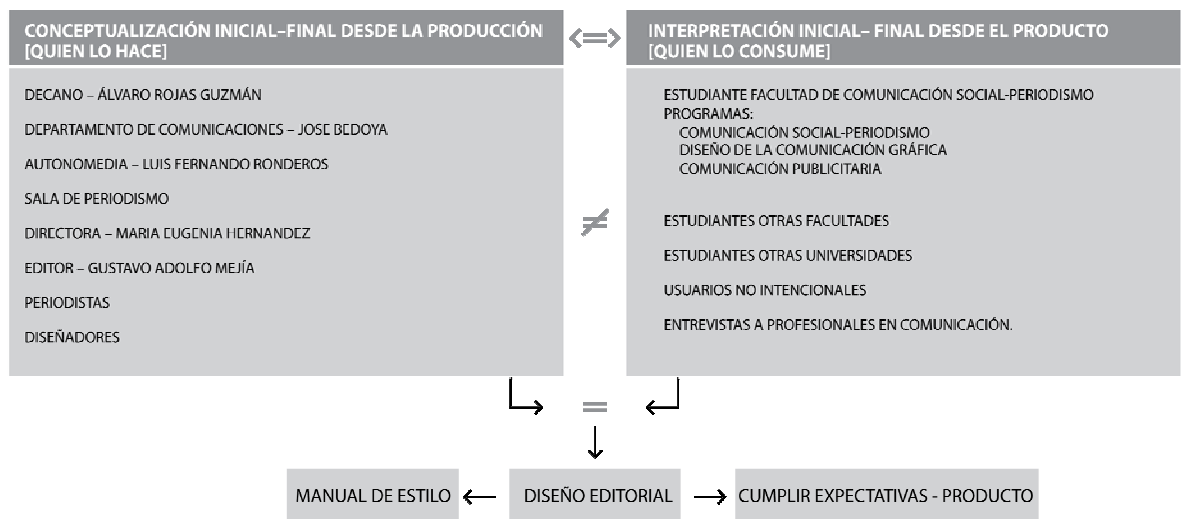 CONCEPTUALIZACIÓN INICIAL–FINAL DESDE LA PRODUCCIÓN
[QUIEN LO HACE]
DECANO – ÁLVARO ROJAS GUZMÁN
DEPARTAMENTO DE COMUNICACIONES – JOSE BEDOYA
AUTONOMEDIA – LUIS FERNANDO RONDEROS
SALA DE PERIODISMO
DIRECTORA – MARIA EUGENIA HERNANDEZ
EDITOR – GUSTAVO ADOLFO MEJÍA
PERIODISTAS
DISEÑADORES
INTERPRETACIÓN INICIAL– FINAL DESDE EL PRODUCTO
[QUIEN LO CONSUME]
ESTUDIANTE FACULTAD DE COMUNICACIÓN SOCIAL-PERIODISMO
PROGRAMAS:
COMUNICACIÓN SOCIAL-PERIODISMO
DISEÑO DE LA COMUNICACIÓN GRÁFICA
COMUNICACIÓN PUBLICITARIA
ESTUDIANTES OTRAS FACULTADES
ESTUDIANTES OTRAS UNIVERSIDADES
USUARIOS NO INTENCIONALES
ENTREVISTAS A PROFESIONALES EN COMUNICACIÓN.
MANUAL DE ESTILO
DISEÑO EDITORIAL
CUMPLIR EXPECTATIVAS - PRODUCTO